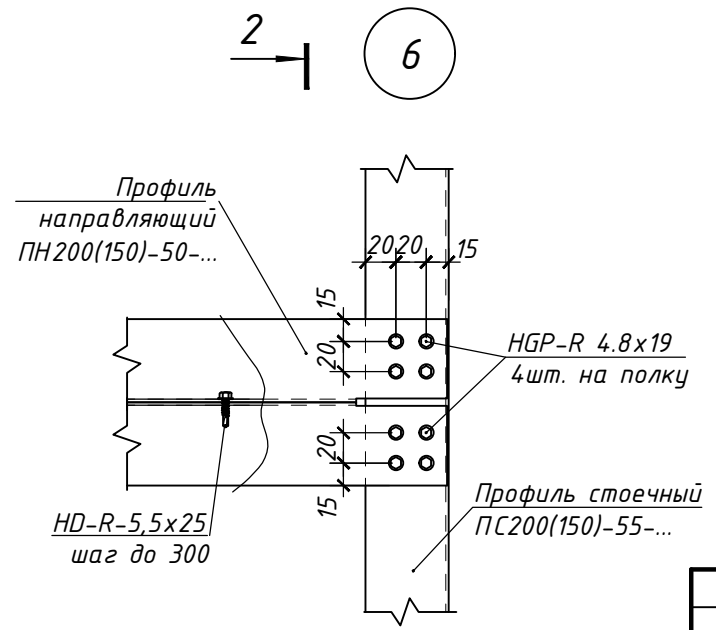 2
6
Профиль
направляющий
ПН200(150)-50-...
20 20 15
15
20
HGP-R 4.8x19
4шт. на полку
20
15
HD-R-5,5x25
шаг до 300
Профиль стоечный
ПС200(150)-55-...